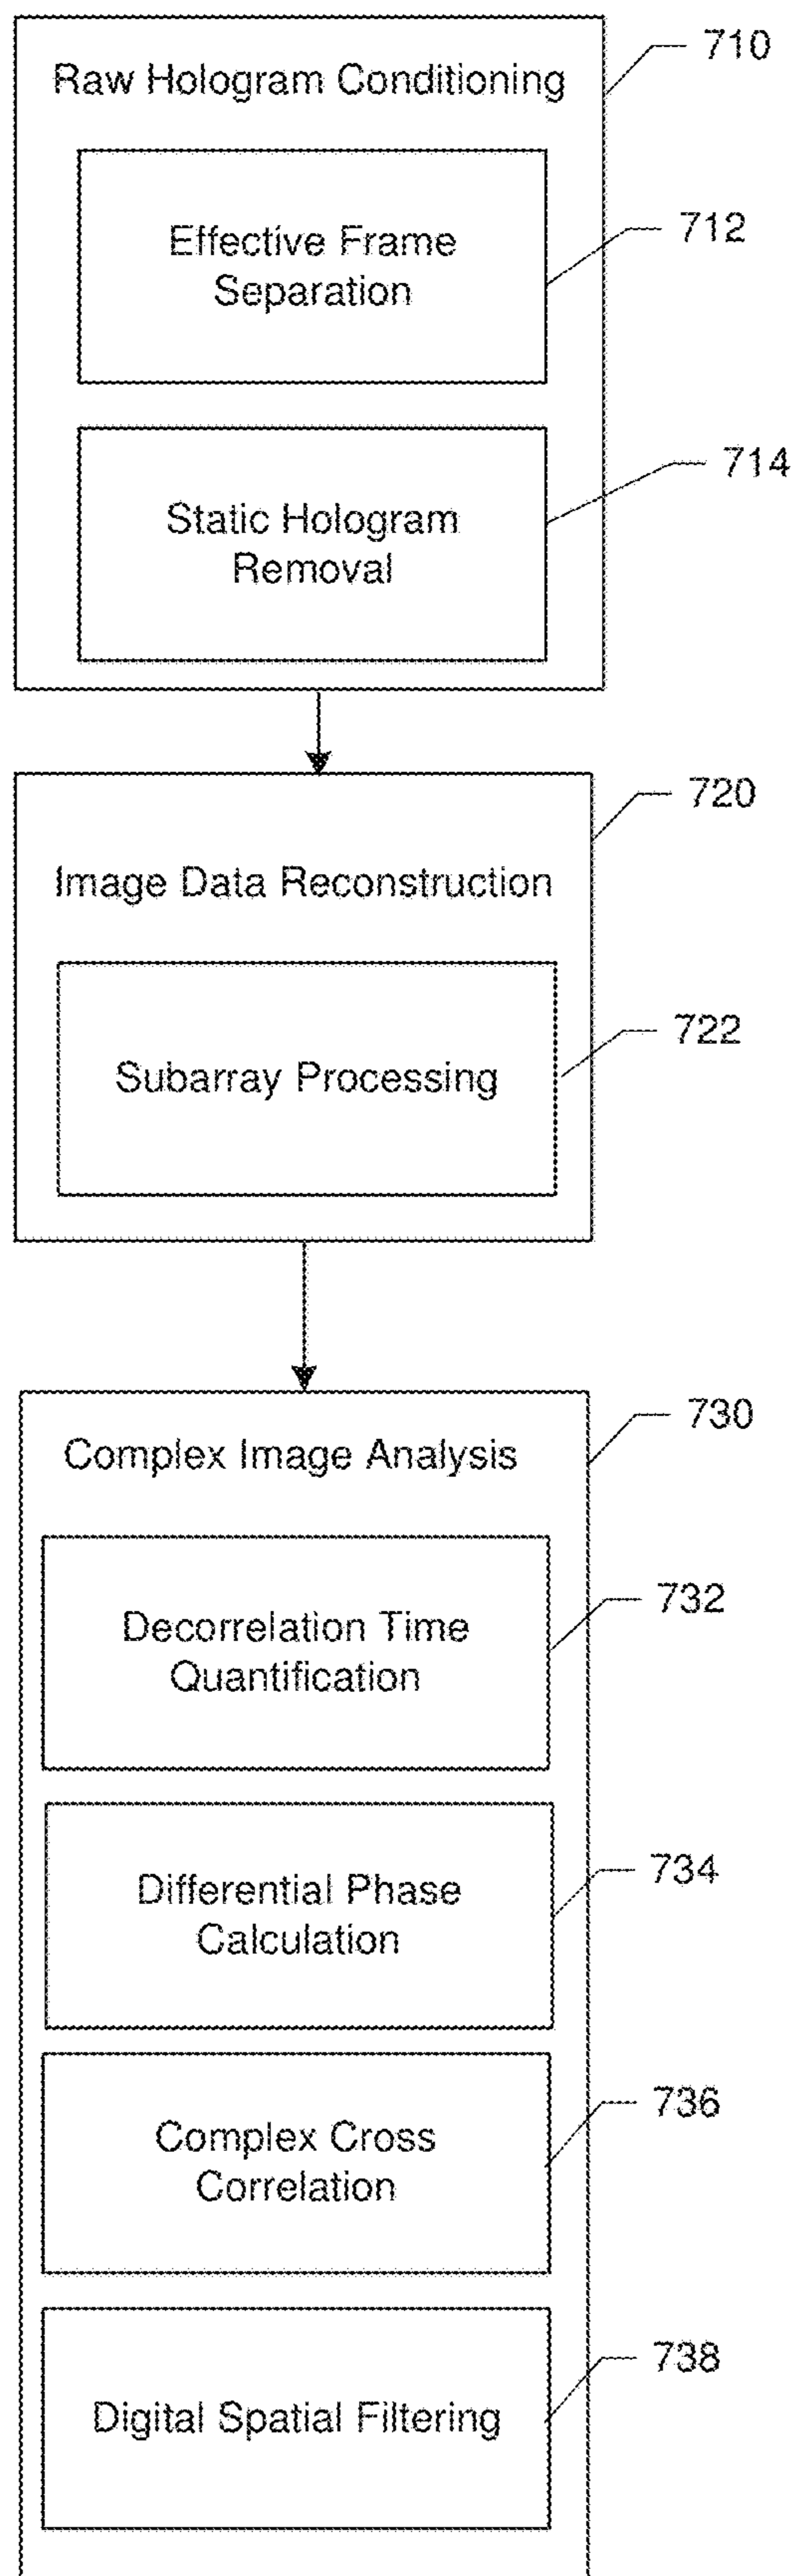 Raw Hologram Conditioning
710
Effective Frame
Separation
712
Static Hologram
Removal
714
Image Data Reconstruction
720
Subarray Processing
722
Complex Image Analysis
730
Decorrelation Time
Quantification
732
Differential Phase
Calculation
734
Complex Cross
Correlation
736
Digital Spatial Filtering
738